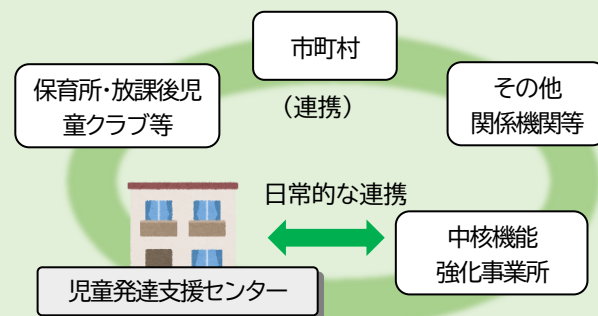 市町村
保育所・放課後児
童クラブ等
（連携）
その他
関係機関等
日常的な連携
中核機能
強化事業所
児童発達支援センター